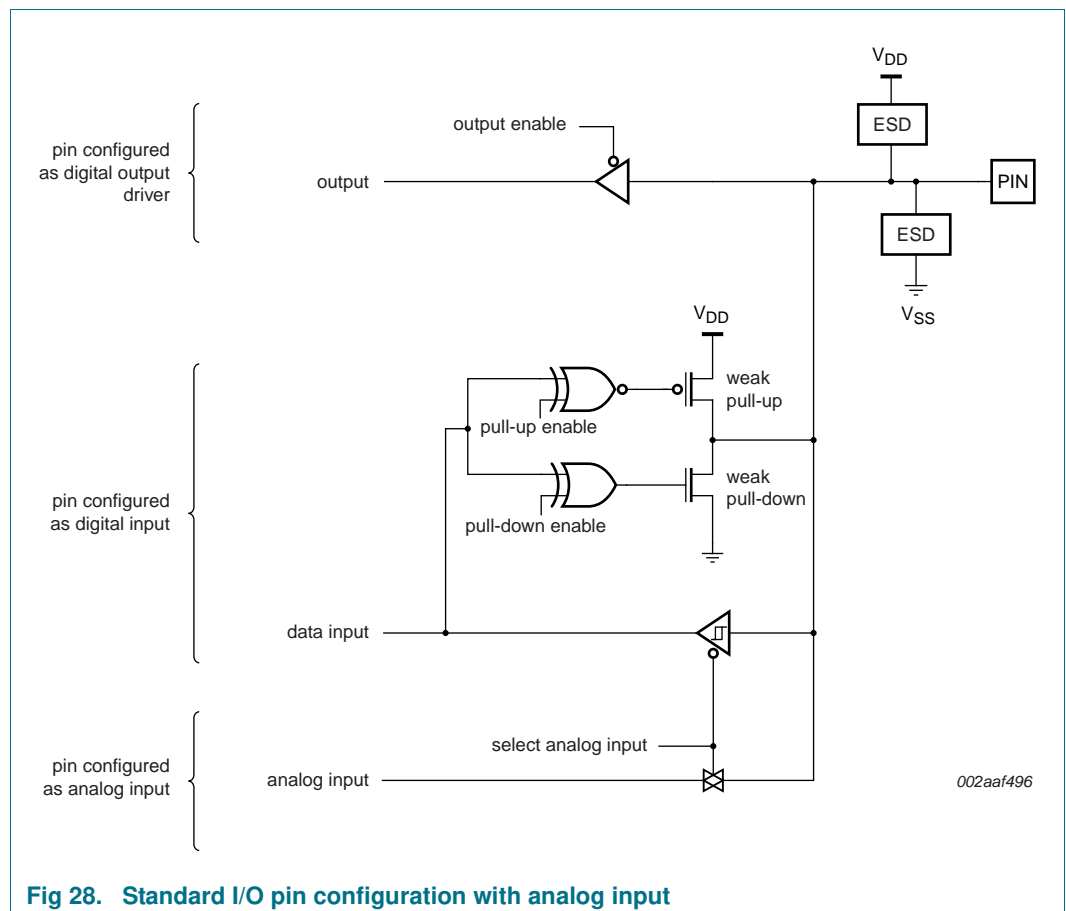 VDD
ESD
output enable
pin configured
as digital output
driver
output
PIN
ESD
VSS
VDD
weak
pull-up
pull-up enable
weak
pull-down
pin configured
as digital input
pull-down enable
data input
select analog input
pin configured
as analog input
analog input
002aaf496
Fig 28. Standard I/O pin configuration with analog input